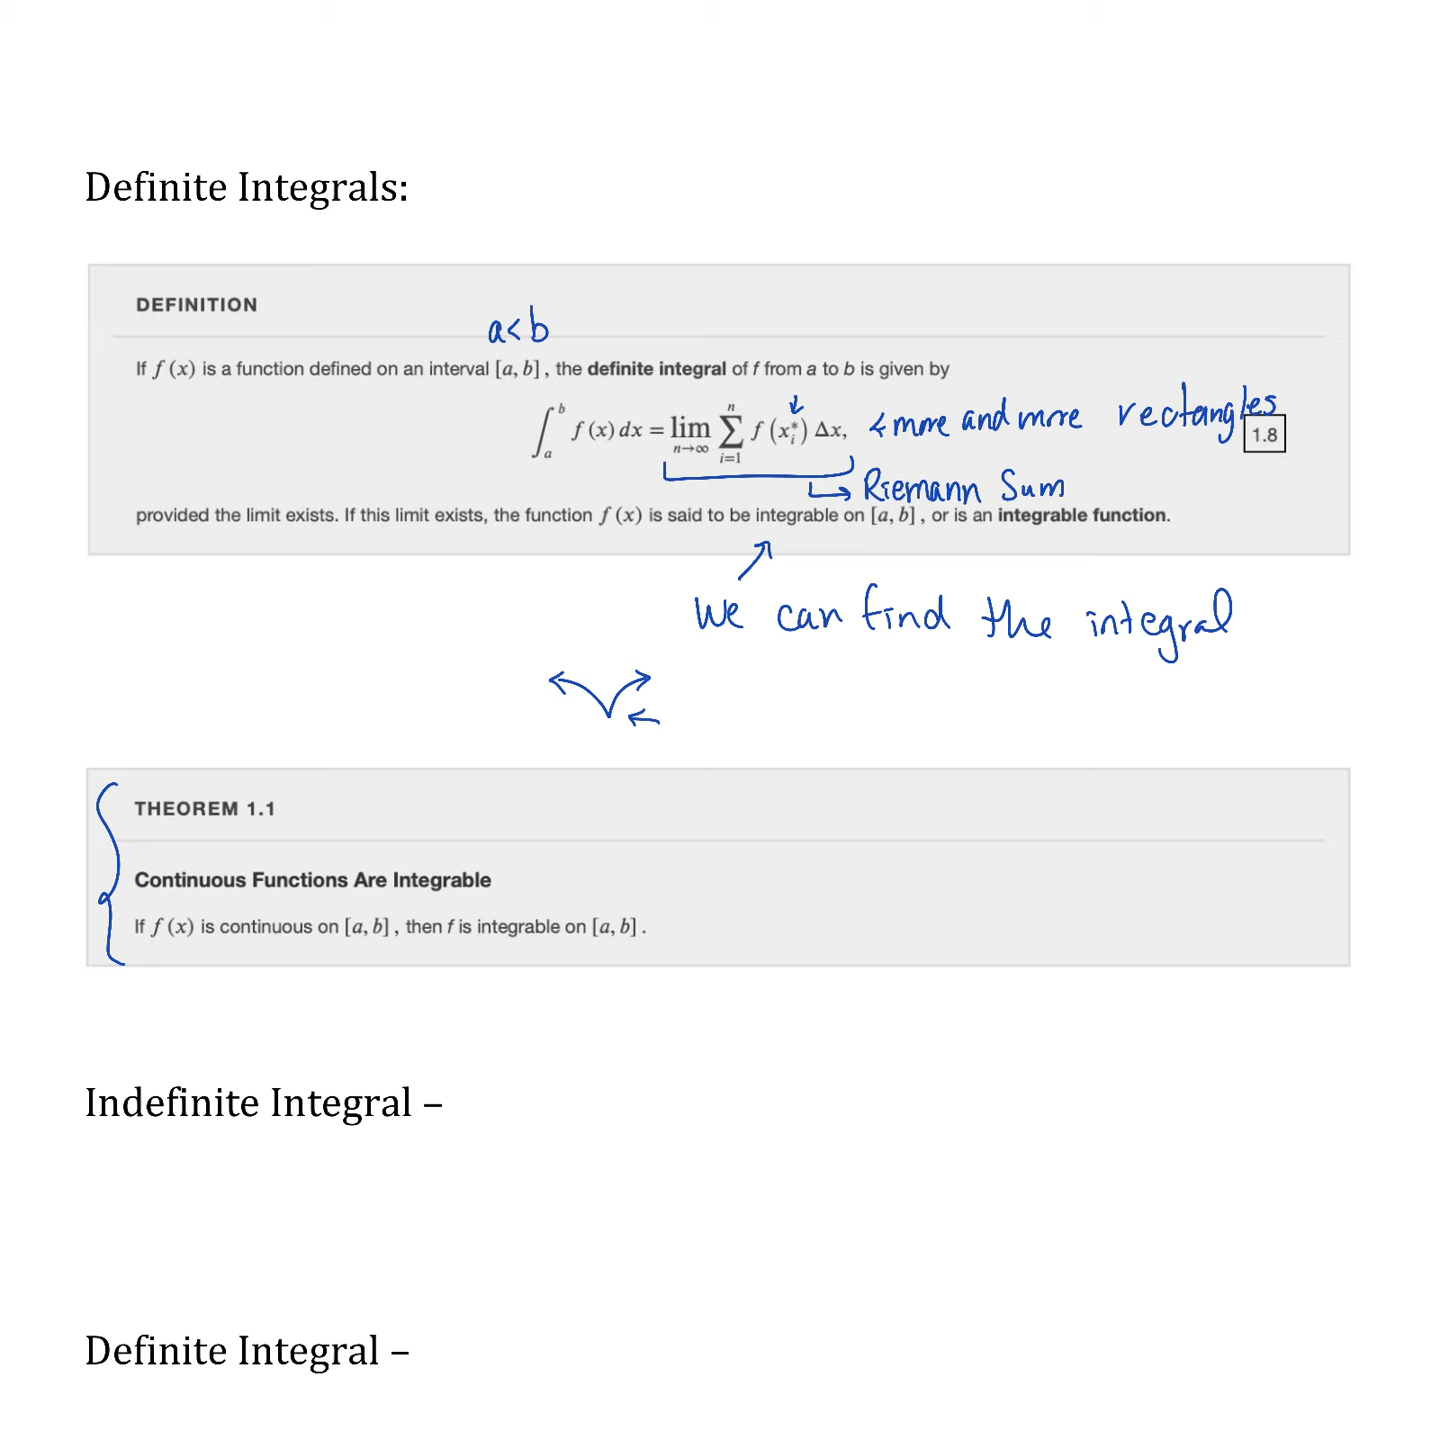 Definite Integrals:
DEFINITION
a<b
If f (x) is a function defined on an interval [a, b] , the definite integral of f from a to b is given by
∫_a^b f (x) dx = lim_{n→∞} ∑_{i=1}^{n} f (x_i^*) Δx, ← more and more rectangles
1.8
↳ Riemann Sum
provided the limit exists. If this limit exists, the function f (x) is said to be integrable on [a, b] , or is an integrable function.
We can find the integral
THEOREM 1.1
Continuous Functions Are Integrable
If f (x) is continuous on [a, b] , then f is integrable on [a, b] .
Indefinite Integral –
Definite Integral –